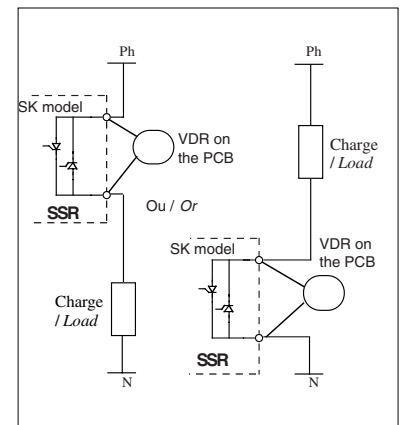 Ph
SK model
VDR on
the PCB
SSR
Ou / Or
Charge
/ Load
N
Ph
Charge
/ Load
SK model
VDR on
the PCB
SSR
N